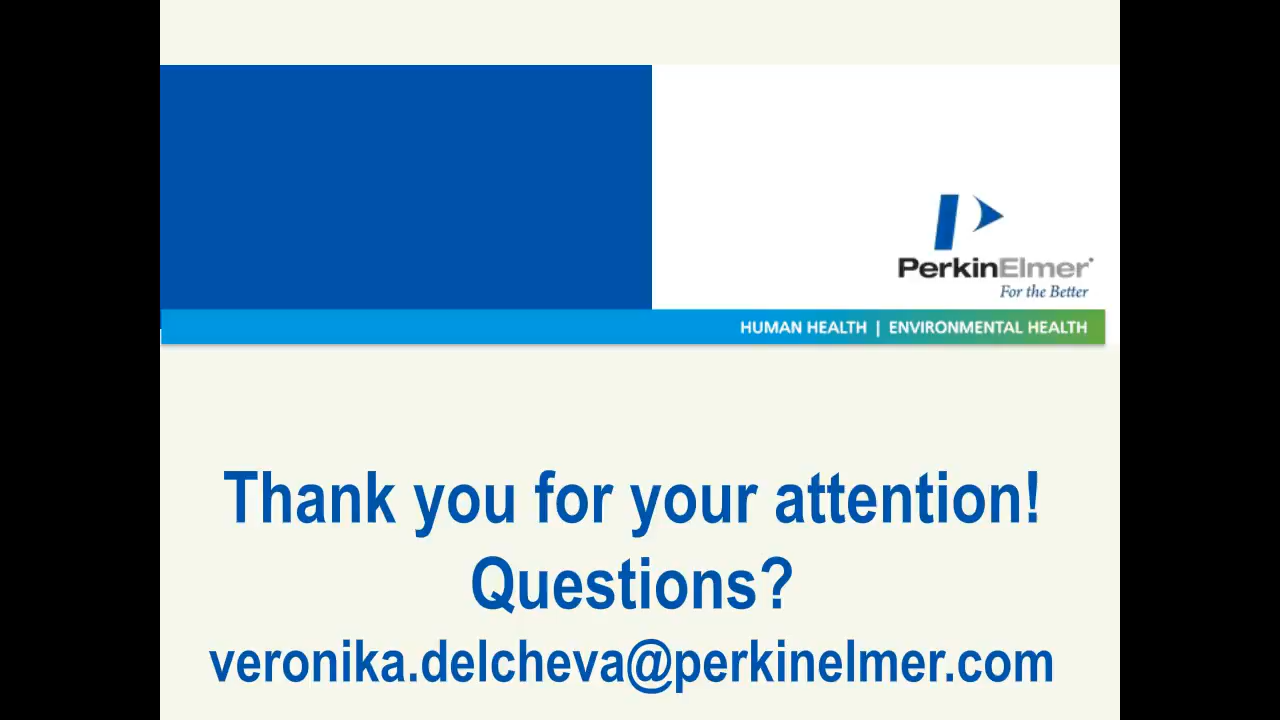 PerkinElmer
For the Better
HUMAN HEALTH | ENVIRONMENTAL HEALTH
Thank you for your attention!
Questions?
veronika.delcheva@perkinelmer.com